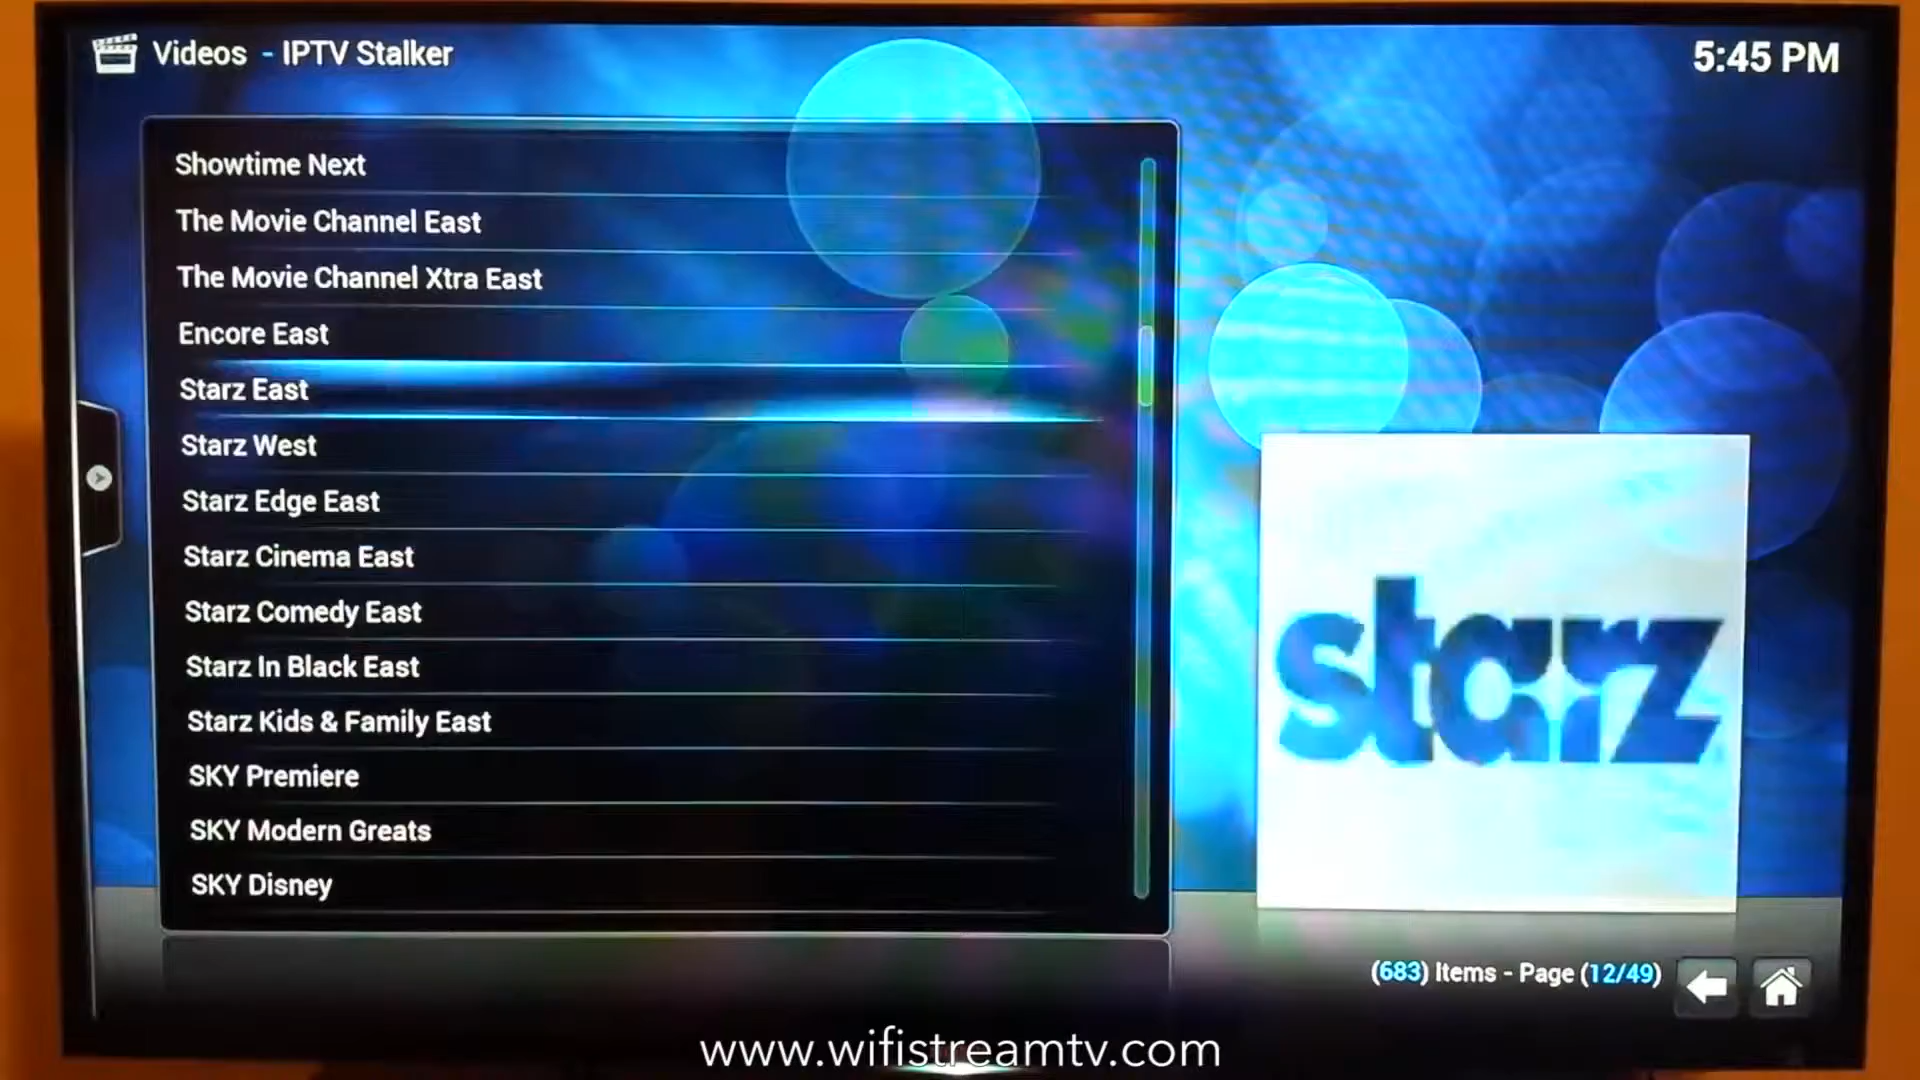 Videos - IPTV Stalker
5:45 PM
Showtime Next
The Movie Channel East
The Movie Channel Xtra East
Encore East
Starz East
Starz West
Starz Edge East
Starz Cinema East
Starz Comedy East
Starz In Black East
Starz Kids & Family East
SKY Premiere
SKY Modern Greats
SKY Disney
starz
(683) Items - Page (12/49)
www.wifistreamtv.com